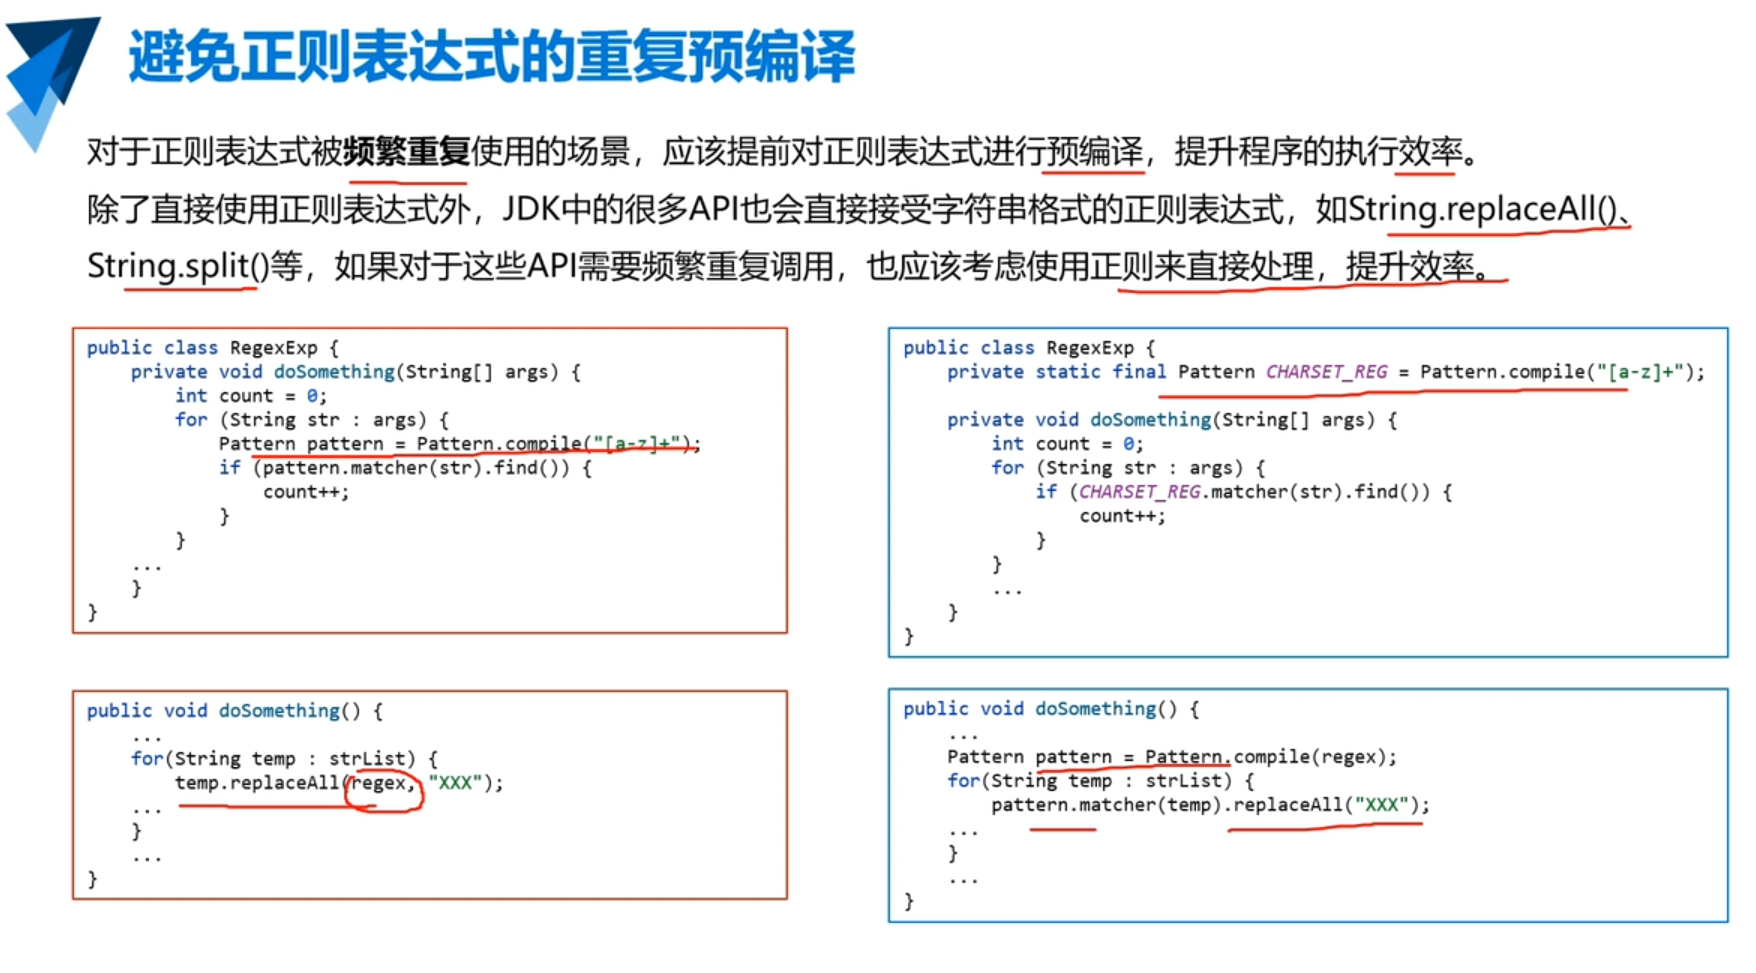 避免正则表达式的重复预编译
对于正则表达式被频繁重复使用的场景，应该提前对正则表达式进行预编译，提升程序的执行效率。
除了直接使用正则表达式外，JDK中的很多API也会直接接受字符串格式的正则表达式，如String.replaceAll()、
String.split()等，如果对于这些API需要频繁重复调用，也应该考虑使用正则来直接处理，提升效率。
public class RegexExp {
    private void doSomething(String[] args) {
        int count = 0;
        for (String str : args) {
            Pattern pattern = Pattern.compile("[a-z]+");
            if (pattern.matcher(str).find()) {
                count++;
            }
        }
    ...
    }
}
public class RegexExp {
    private static final Pattern CHARSET_REG = Pattern.compile("[a-z]+");
    private void doSomething(String[] args) {
        int count = 0;
        for (String str : args) {
            if (CHARSET_REG.matcher(str).find()) {
                count++;
            }
        }
        ...
    }
}
public void doSomething() {
    ...
    for(String temp : strList) {
        temp.replaceAll(regex, "XXX");
    ...
    }
    ...
}
public void doSomething() {
    ...
    Pattern pattern = Pattern.compile(regex);
    for(String temp : strList) {
        pattern.matcher(temp).replaceAll("XXX");
    ...
    }
    ...
}